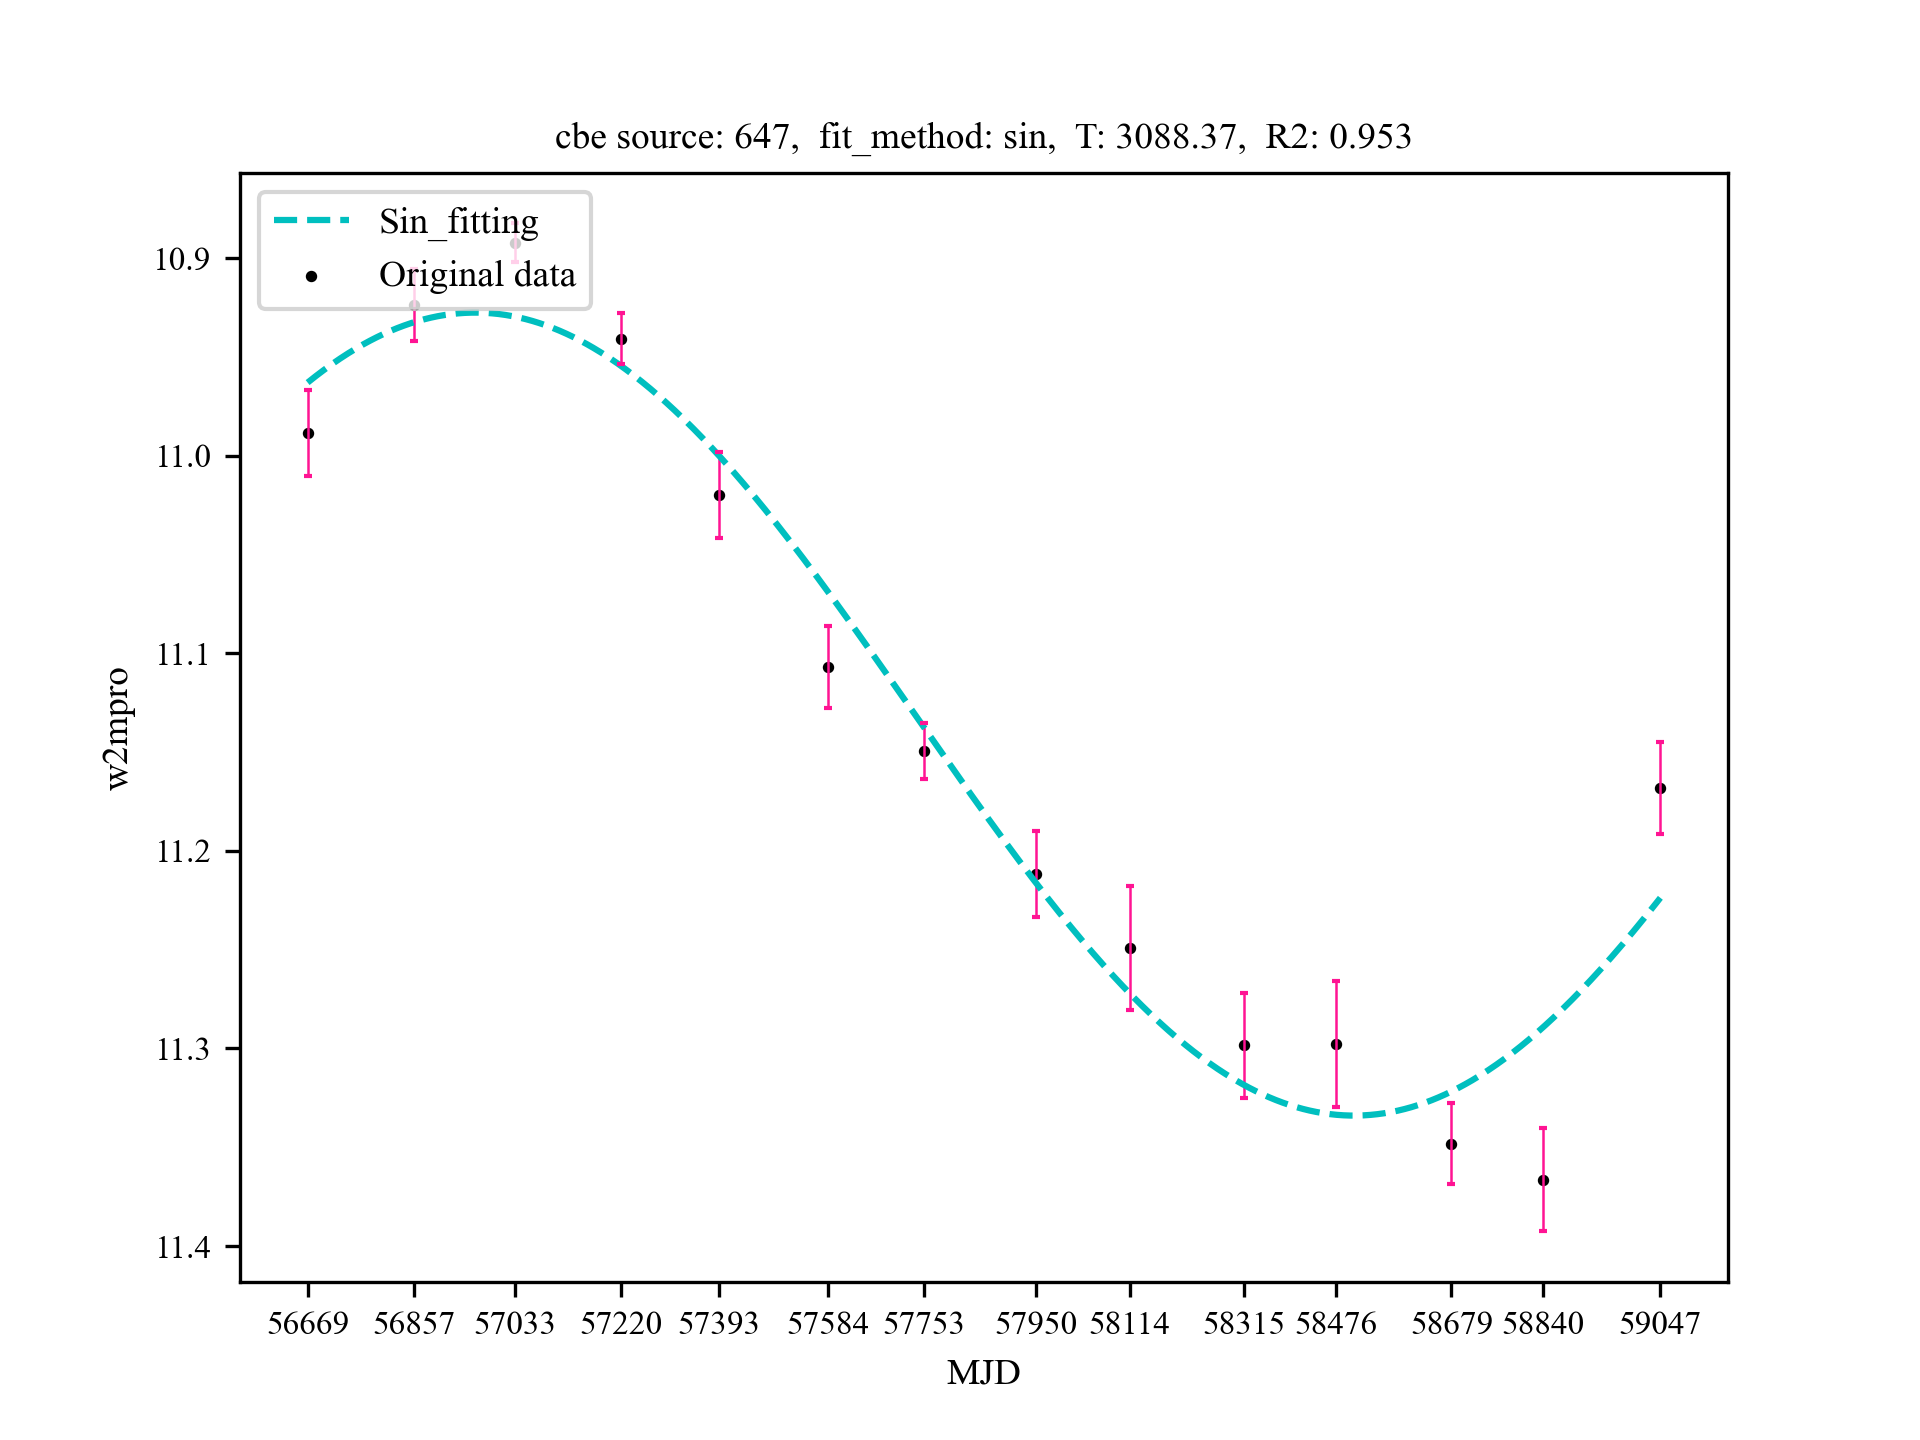 cbe source: 647, fit_method: sin, T: 3088.37, R2: 0.953
Sin_fitting
Original data
10.9
11.0
11.1
11.2
11.3
11.4
w2mpro
56669 56857 57033 57220 57393 57584 57753 57950 58114 58315 58476 58679 58840 59047
MJD